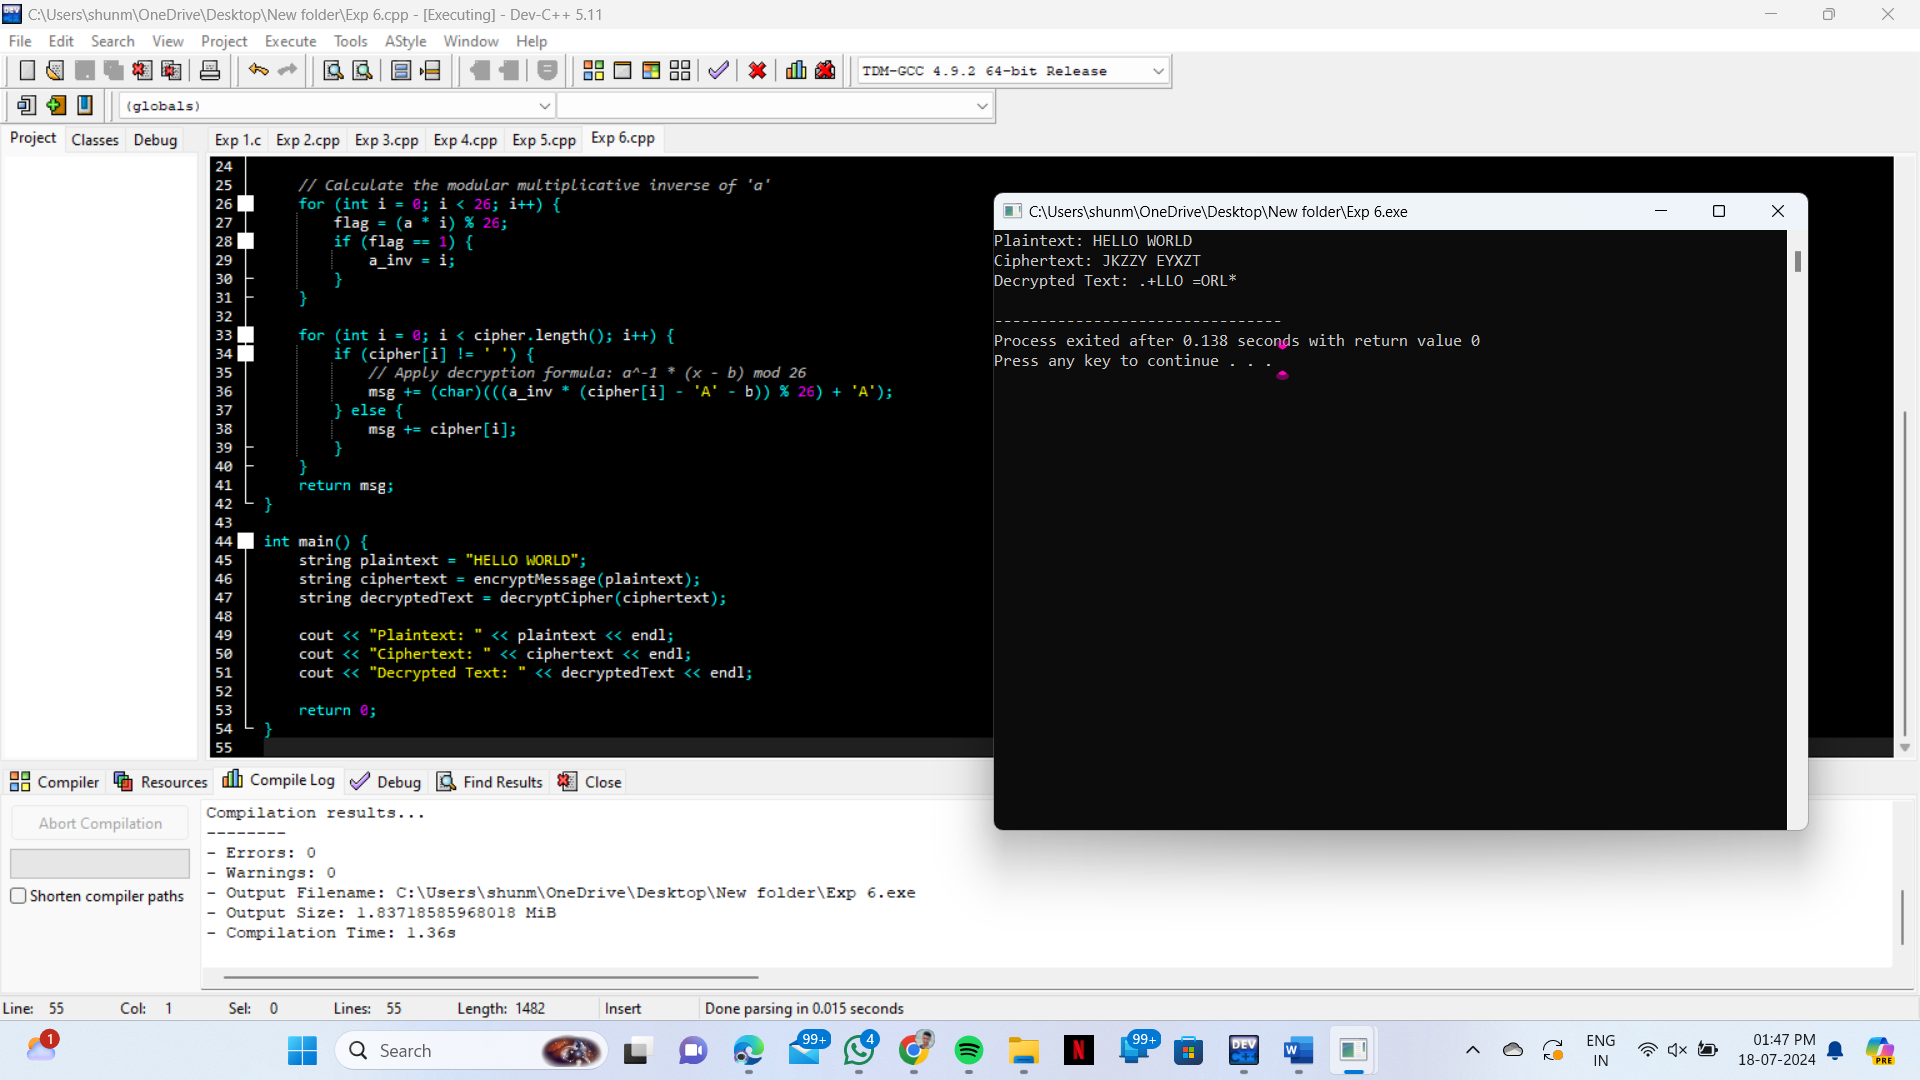 C:\Users\shunm\OneDrive\Desktop\New folder\Exp 6.cpp - [Executing] - Dev-C++ 5.11
File Edit Search View Project Execute Tools AStyle Window Help
TDM-GCC 4.9.2 64-bit Release
(globals)
Project Classes Debug
Exp 1.c Exp 2.cpp Exp 3.cpp Exp 4.cpp Exp 5.cpp Exp 6.cpp
24
25 // Calculate the modular multiplicative inverse of 'a'
26 for (int i = 0; i < 26; i++) {
27 flag = (a * i) % 26;
28 if (flag == 1) {
29 a_inv = i;
30 }
31 }
32
33 for (int i = 0; i < cipher.length(); i++) {
34 if (cipher[i] != ' ') {
35 // Apply decryption formula: a^-1 * (x - b) mod 26
36 msg += (char)(((a_inv * (cipher[i] - 'A' - b)) % 26) + 'A');
37 } else {
38 msg += cipher[i];
39 }
40 }
41 return msg;
42 }
43
44 int main() {
45 string plaintext = "HELLO WORLD";
46 string ciphertext = encryptMessage(plaintext);
47 string decryptedText = decryptCipher(ciphertext);
48
49 cout << "Plaintext: " << plaintext << endl;
50 cout << "Ciphertext: " << ciphertext << endl;
51 cout << "Decrypted Text: " << decryptedText << endl;
52
53 return 0;
54 }
55
C:\Users\shunm\OneDrive\Desktop\New folder\Exp 6.exe
Plaintext: HELLO WORLD
Ciphertext: JKZZY EYXZT
Decrypted Text: .+LLO =ORL*
--------------------------------
Process exited after 0.138 seconds with return value 0
Press any key to continue . . .
Compiler Resources Compile Log Debug Find Results Close
Abort Compilation
Shorten compiler paths
Compilation results...
--------
- Errors: 0
- Warnings: 0
- Output Filename: C:\Users\shunm\OneDrive\Desktop\New folder\Exp 6.exe
- Output Size: 1.83718585968018 MiB
- Compilation Time: 1.36s
Line: 55 Col: 1 Sel: 0 Lines: 55 Length: 1482 Insert Done parsing in 0.015 seconds
1
Search
99+
4
N
99+
DEV
W
ENG
IN
01:47 PM
18-07-2024
PRE